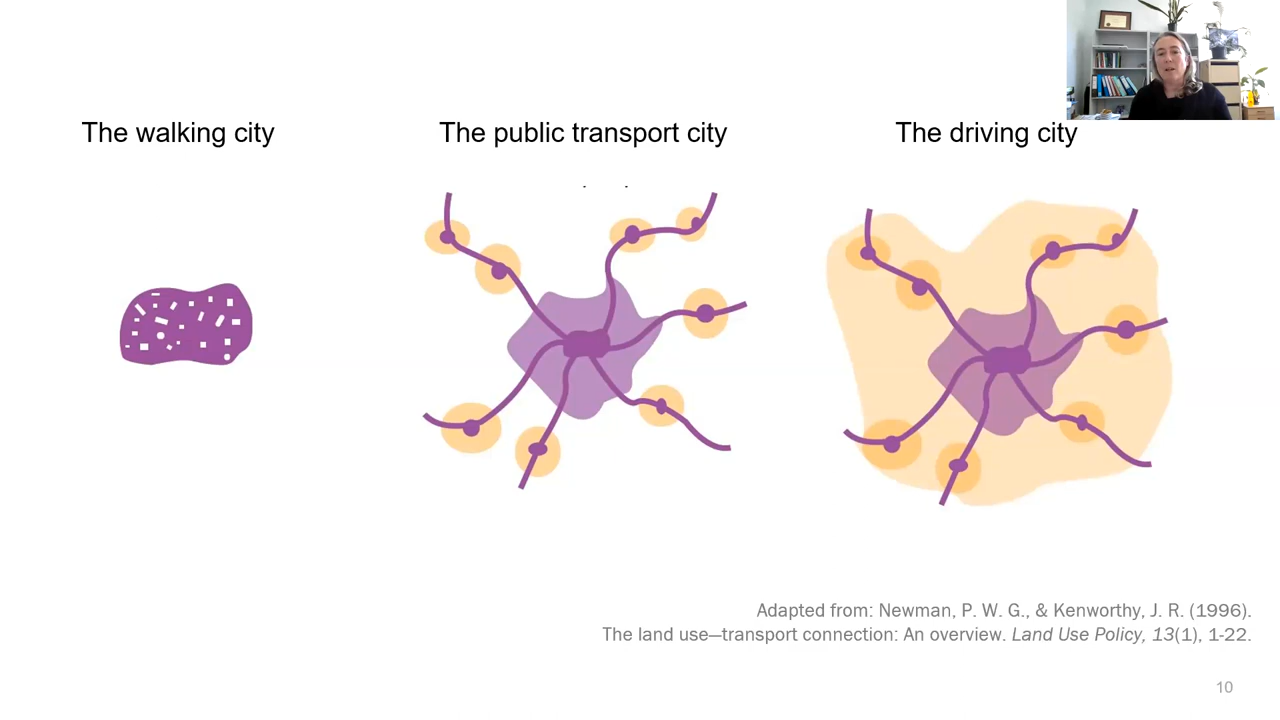 The walking city
The public transport city
The driving city
Adapted from: Newman, P. W. G., & Kenworthy, J. R. (1996).
The land use—transport connection: An overview. Land Use Policy, 13(1), 1-22.
10